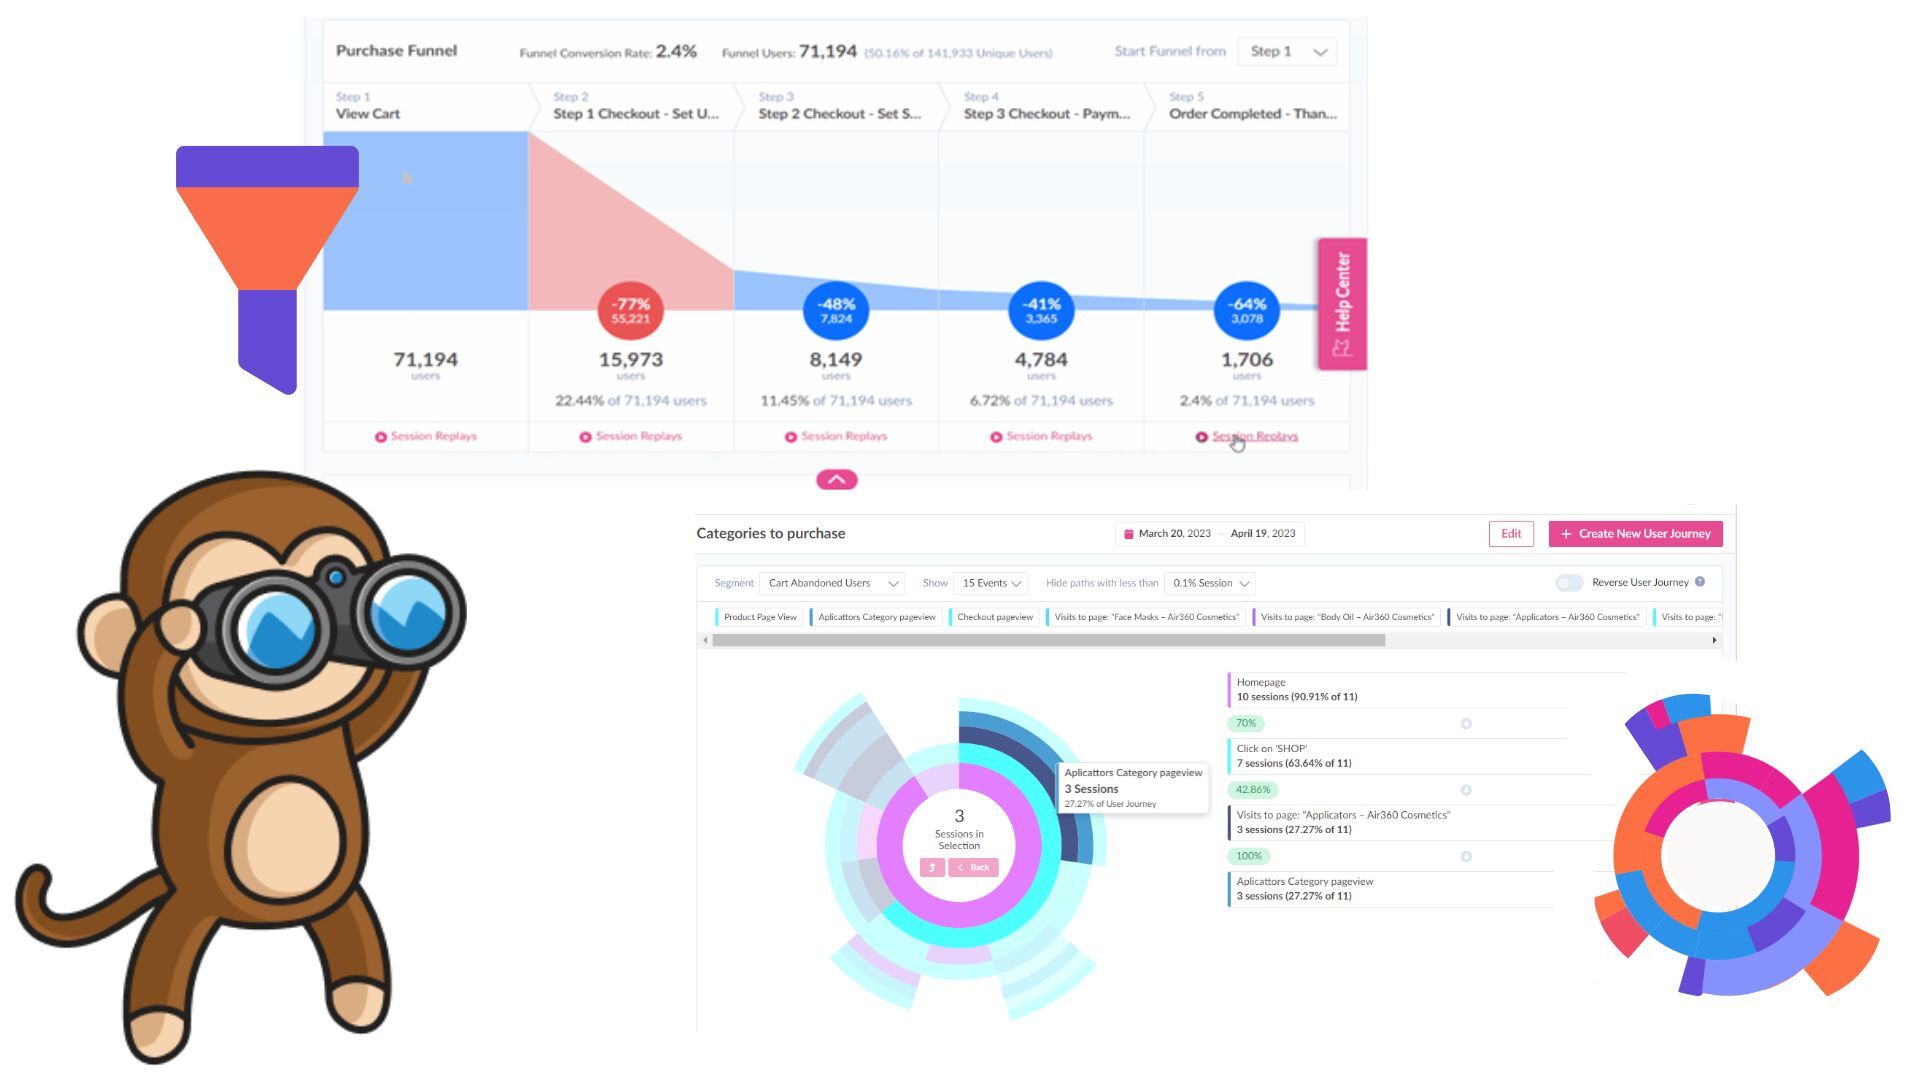 Purchase Funnel
Funnel Conversion Rate: 2.4%
Funnel Users: 71,194 (50.16% of 141,933 Unique Users)
Start Funnel from
Step 1
Step 1
View Cart
Step 2
Step 1 Checkout - Set U...
Step 3
Step 2 Checkout - Set S...
Step 4
Step 3 Checkout - Paym...
Step 5
Order Completed - Than...
-77%
55,221
-48%
7,824
-41%
3,365
-64%
3,078
Help Center
71,194
users
15,973
users
22.44% of 71,194 users
8,149
users
11.45% of 71,194 users
4,784
users
6.72% of 71,194 users
1,706
users
2.4% of 71,194 users
Session Replays
Session Replays
Session Replays
Session Replays
Session Replays
Categories to purchase
March 20, 2023 – April 19, 2023
Edit
+ Create New User Journey
Segment
Cart Abandoned Users
Show
15 Events
Hide paths with less than
0.1% Session
Reverse User Journey ?
Product Page View
Aplicattors Category pageview
Checkout pageview
Visits to page: "Face Masks – Air360 Cosmetics"
Visits to page: "Body Oil – Air360 Cosmetics"
Visits to page: "Applicators – Air360 Cosmetics"
Visits to page: "
3
Sessions in
Selection
Back
Aplicattors Category pageview
3 Sessions
27.27% of User Journey
Homepage
10 sessions (90.91% of 11)
70%
Click on 'SHOP'
7 sessions (63.64% of 11)
42.86%
Visits to page: "Applicators – Air360 Cosmetics"
3 sessions (27.27% of 11)
100%
Aplicattors Category pageview
3 sessions (27.27% of 11)